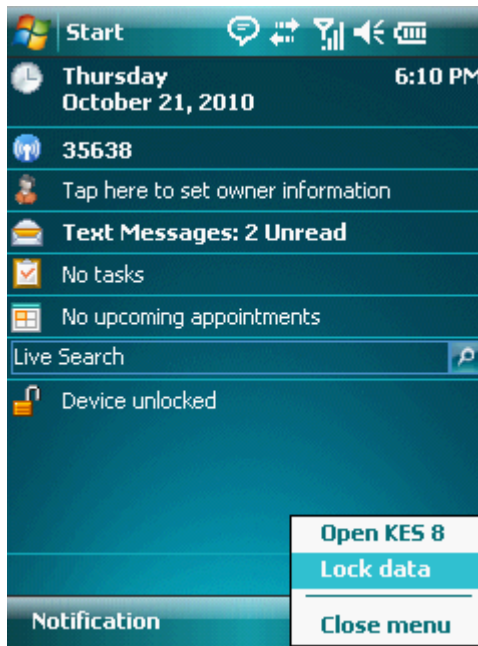 Start
Thursday 6:10 PM
October 21, 2010
35638
Tap here to set owner information
Text Messages: 2 Unread
No tasks
No upcoming appointments
Live Search
Device unlocked
Open KES 8
Lock data
Notification Close menu